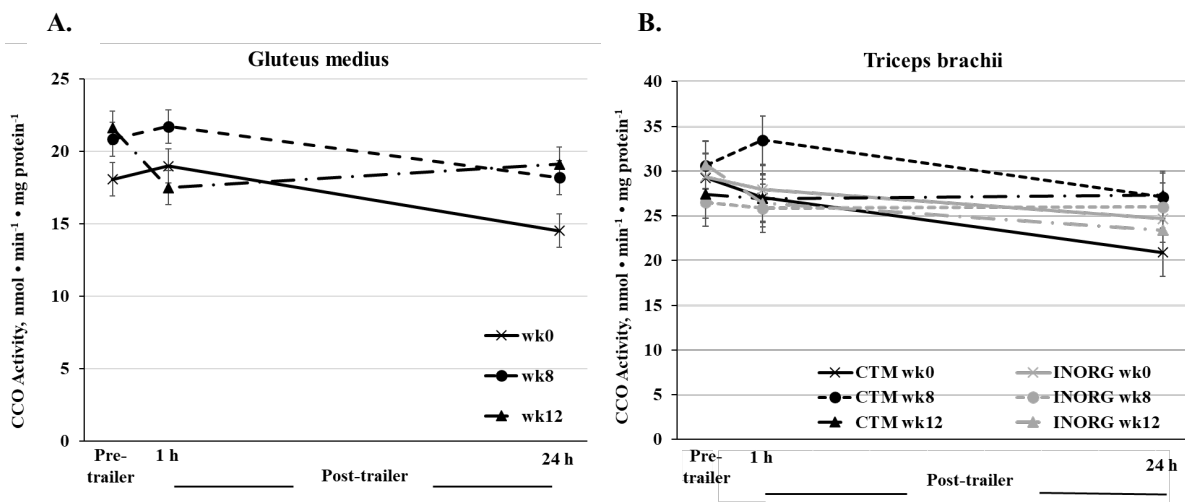 A.
Gluteus medius
CCO Activity, nmol • min⁻¹ • mg protein⁻¹
25
20
15
10
5
0
wk0
wk8
wk12
Pre-
trailer
1 h
24 h
Post-trailer
B.
Triceps brachii
CCO Activity, nmol • min⁻¹ • mg protein⁻¹
40
35
30
25
20
15
10
5
0
CTM wk0 INORG wk0
CTM wk8 INORG wk8
CTM wk12 INORG wk12
Pre-
trailer
1 h
24 h
Post-trailer